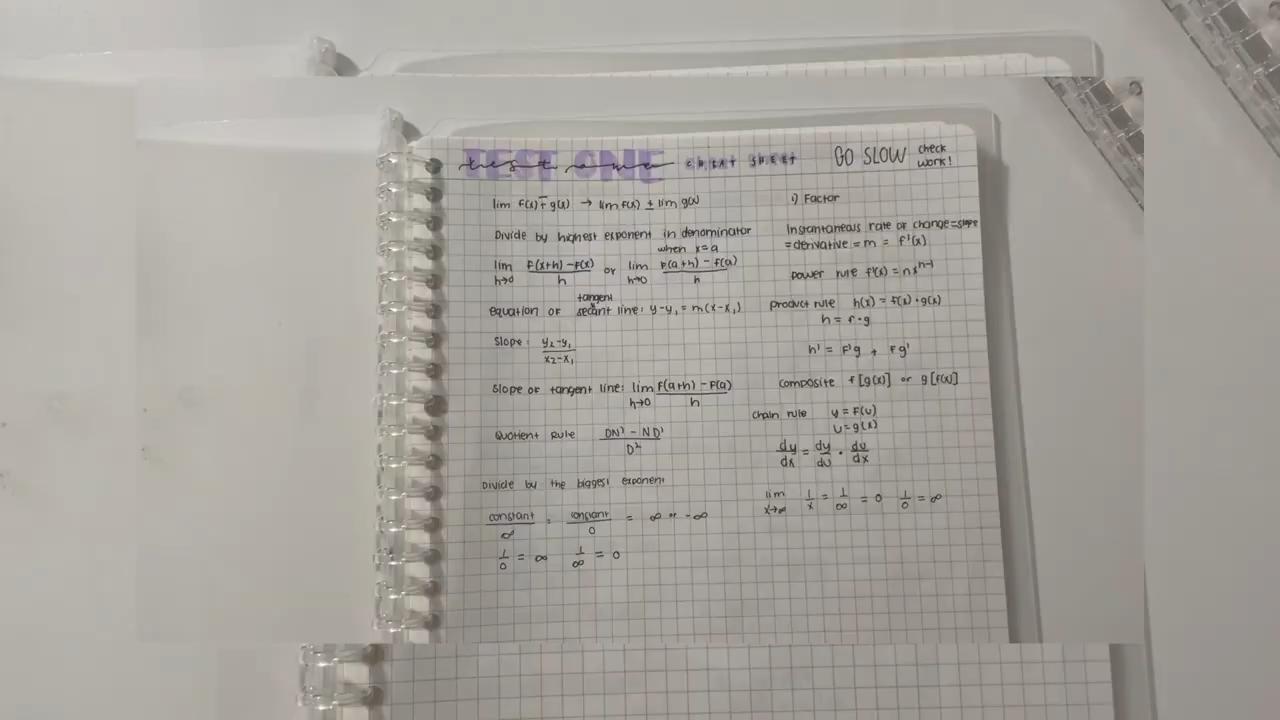 TEST ONE
test one CHEAT SHEET
GO SLOW check work!
lim f(x) ∓ g(x) → lim f(x) ± lim g(x)
Divide by highest exponent in denominator
when x=a
lim h→0 f(x+h) - f(x) / h or lim h→0 f(a+h) - f(a) / h
tangent
equation of secant line: y-y₁ = m(x-x₁)
Slope: y₂-y₁ / x₂-x₁
Slope of tangent line: lim h→0 f(a+h) - f(a) / h
Quotient Rule DN' - ND' / D²
Divide by the biggest exponent
constant / ∞ = constant / 0 = ∞ or -∞
1/0 = ∞ 1/∞ = 0
1) Factor
Instantaneous rate of change = slope
= derivative = m = f'(x)
power rule f'(x) = nx^n-1
product rule h(x) = f(x) · g(x)
h = f · g
h' = f'g + fg'
composite f[g(x)] or g[f(x)]
chain rule y = f(u)
u = g(x)
dy/dx = dy/du · du/dx
lim x→∞ 1/x = 1/∞ = 0 1/0 = ∞